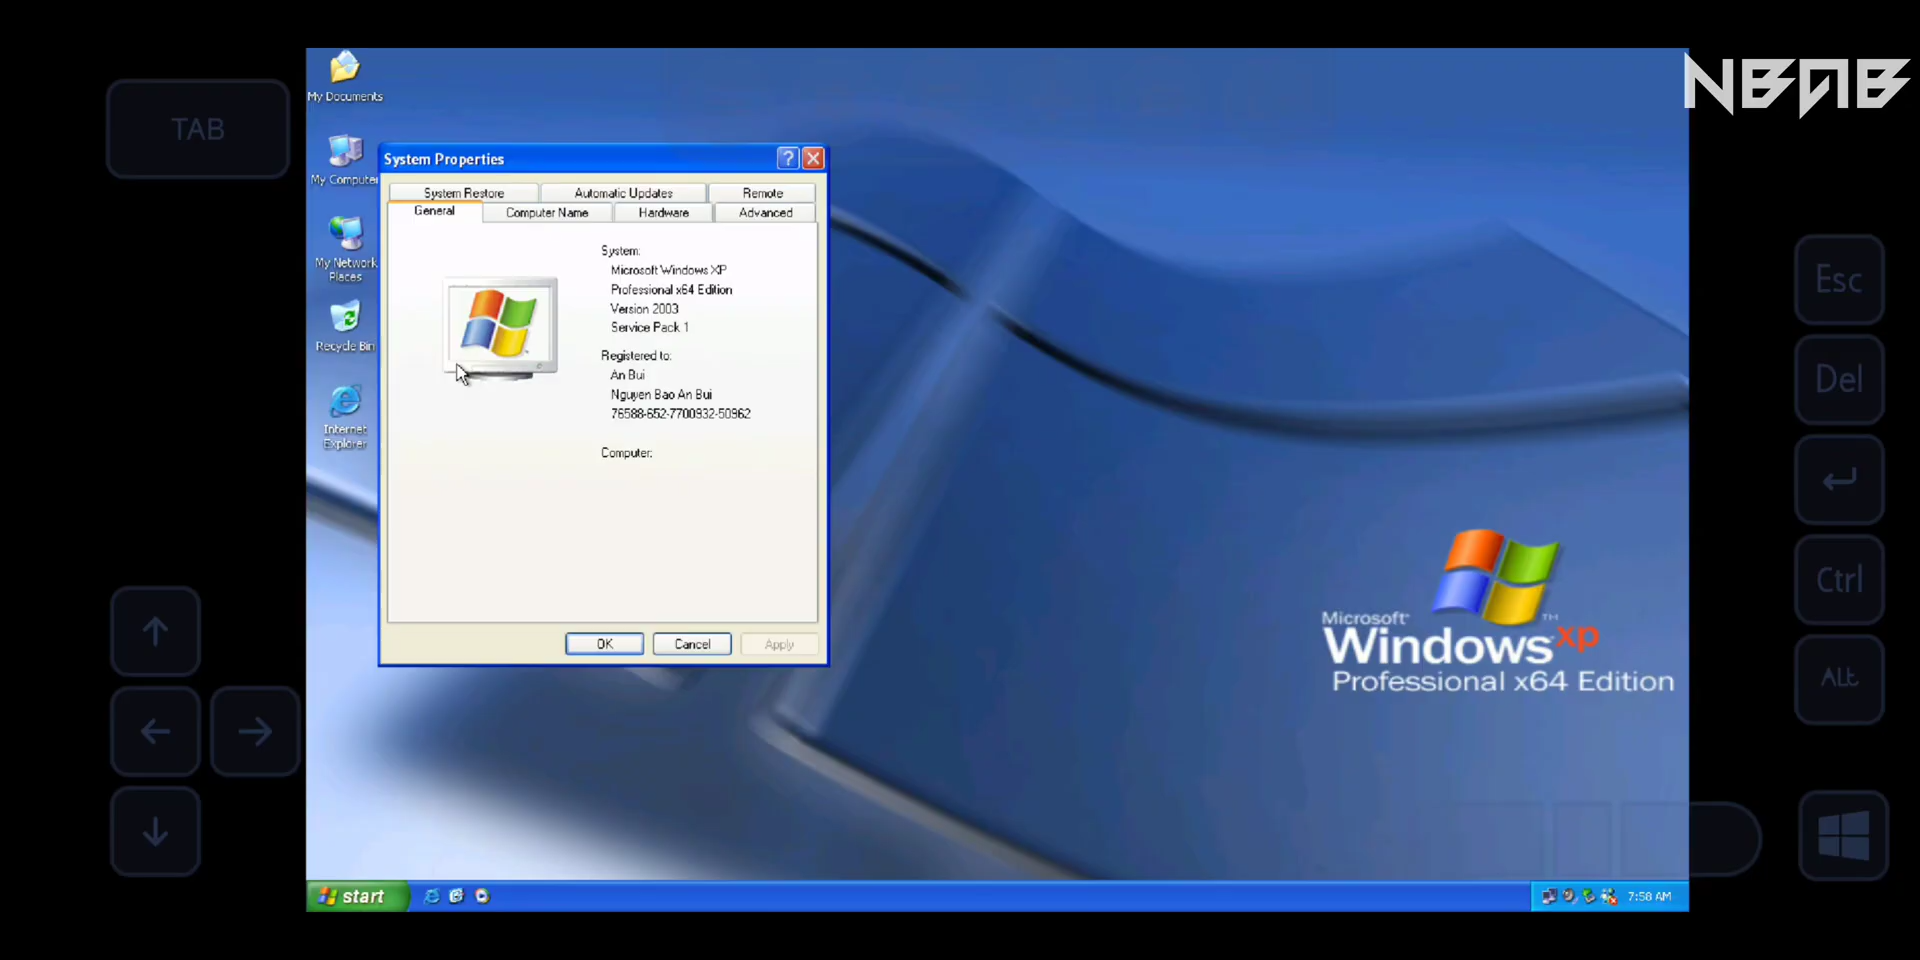 NBAB
TAB
My Documents
My Computer
My Network
Places
Recycle Bin
Internet
Explorer
System Properties
System Restore
Automatic Updates
Remote
General
Computer Name
Hardware
Advanced
System:
Microsoft Windows XP
Professional x64 Edition
Version 2003
Service Pack 1
Registered to:
An Bui
Nguyen Bao An Bui
76588-652-7700932-50962
Computer:
OK
Cancel
Apply
Microsoft
Windows xp
TM
Professional x64 Edition
Esc
Del
Ctrl
Alt
start
7:58 AM